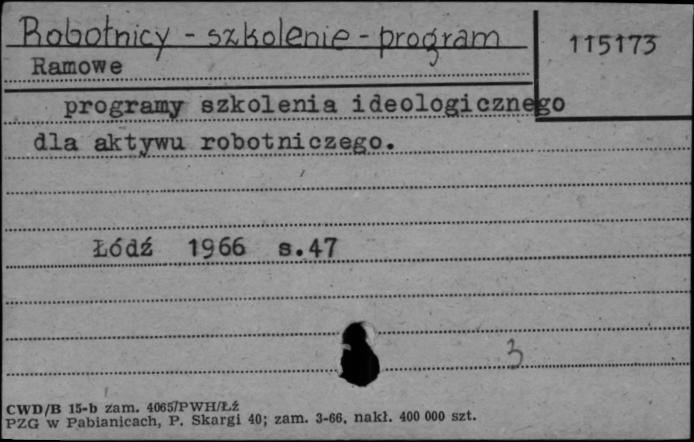 Robotnicy - szkolenie - program
115173
Ramowe
programy szkolenia ideologicznego
dla aktywu robotniczego.
Łódź 1966 s.47
3
CWD/B 15-b zam. 4065/PWH/Łź
PZG w Pabianicach, P. Skargi 40; zam. 3-66, nakł. 400 000 szt.